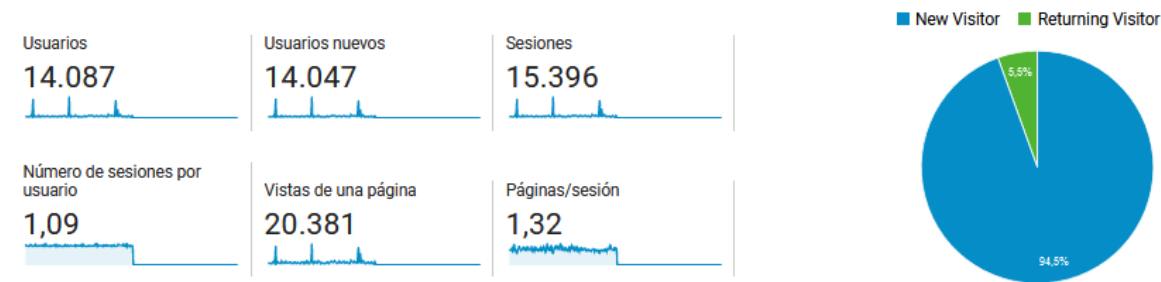 New Visitor
Returning Visitor
Usuarios
Usuarios nuevos
Sesiones
14.087
14.047
15.396
5,5%
Número de sesiones por
usuario
Vistas de una página
Páginas/sesión
1,09
20.381
1,32
94,5%